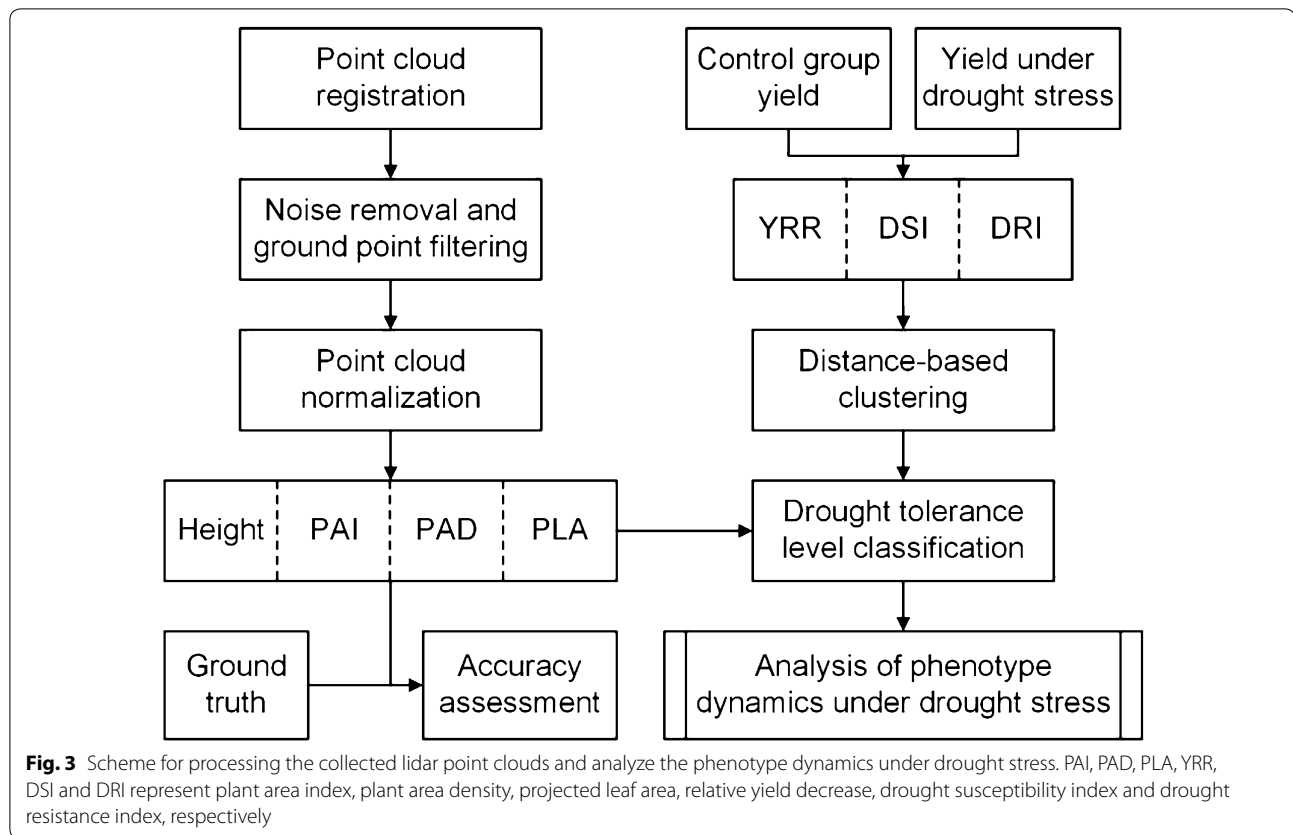 Point cloud
registration
Control group
yield
Yield under
drought stress
Noise removal and
ground point filtering
YRR
DSI
DRI
Point cloud
normalization
Distance-based
clustering
Height
PAI
PAD
PLA
Drought tolerance
level classification
Ground
truth
Accuracy
assessment
Analysis of phenotype
dynamics under drought stress
Fig. 3 Scheme for processing the collected lidar point clouds and analyze the phenotype dynamics under drought stress. PAI, PAD, PLA, YRR,
DSI and DRI represent plant area index, plant area density, projected leaf area, relative yield decrease, drought susceptibility index and drought
resistance index, respectively